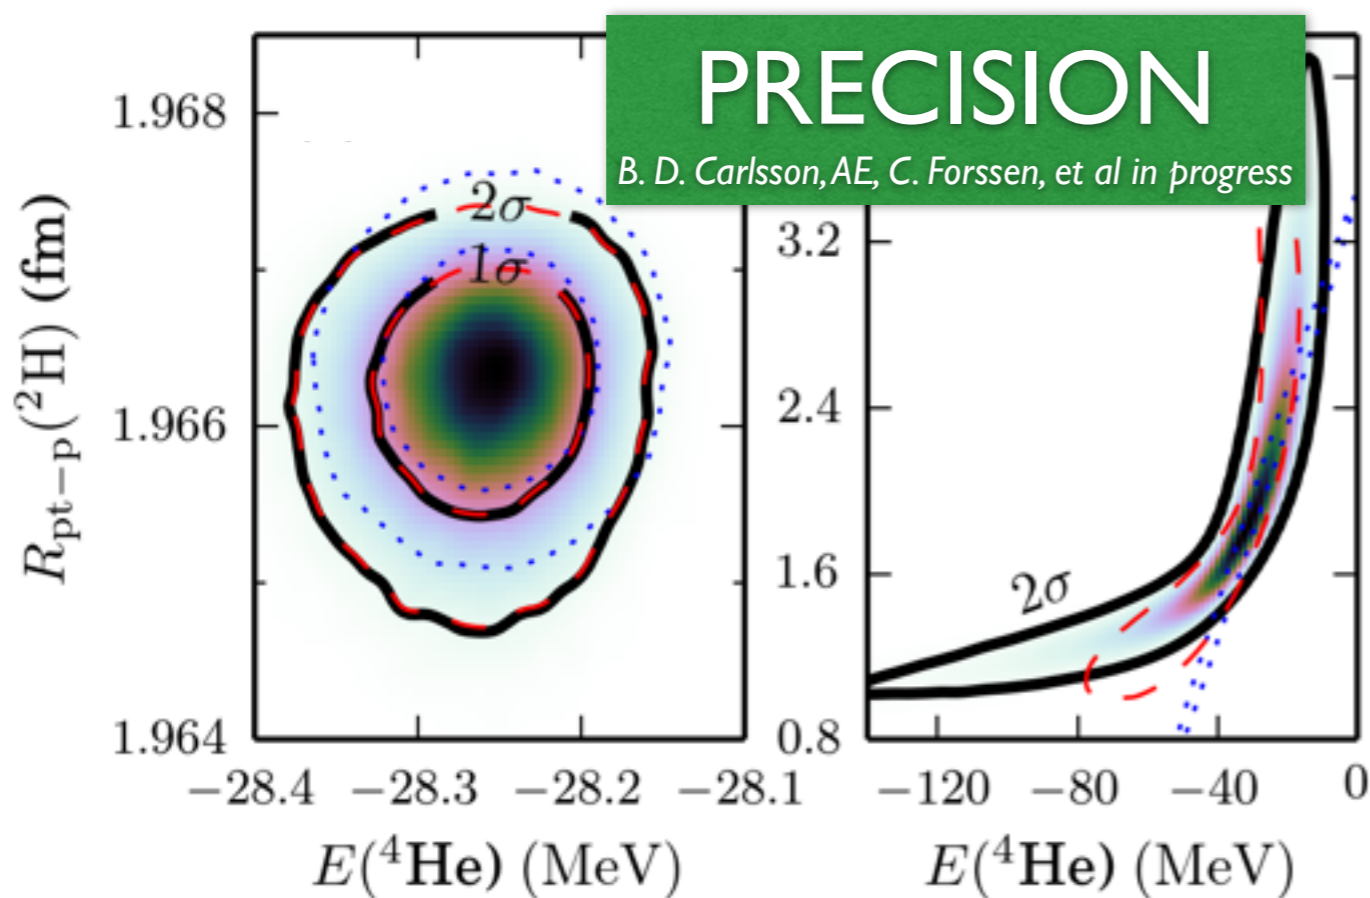 PRECISION
B. D. Carlsson, AE, C. Forssen, et al in progress
R_{pt-p}(^2H) (fm)
1.968
1.966
1.964
2σ
1σ
−28.4 −28.3 −28.2 −28.1
E(^4He) (MeV)
3.2
2.4
1.6
0.8
2σ
−120 −80 −40 0
E(^4He) (MeV)